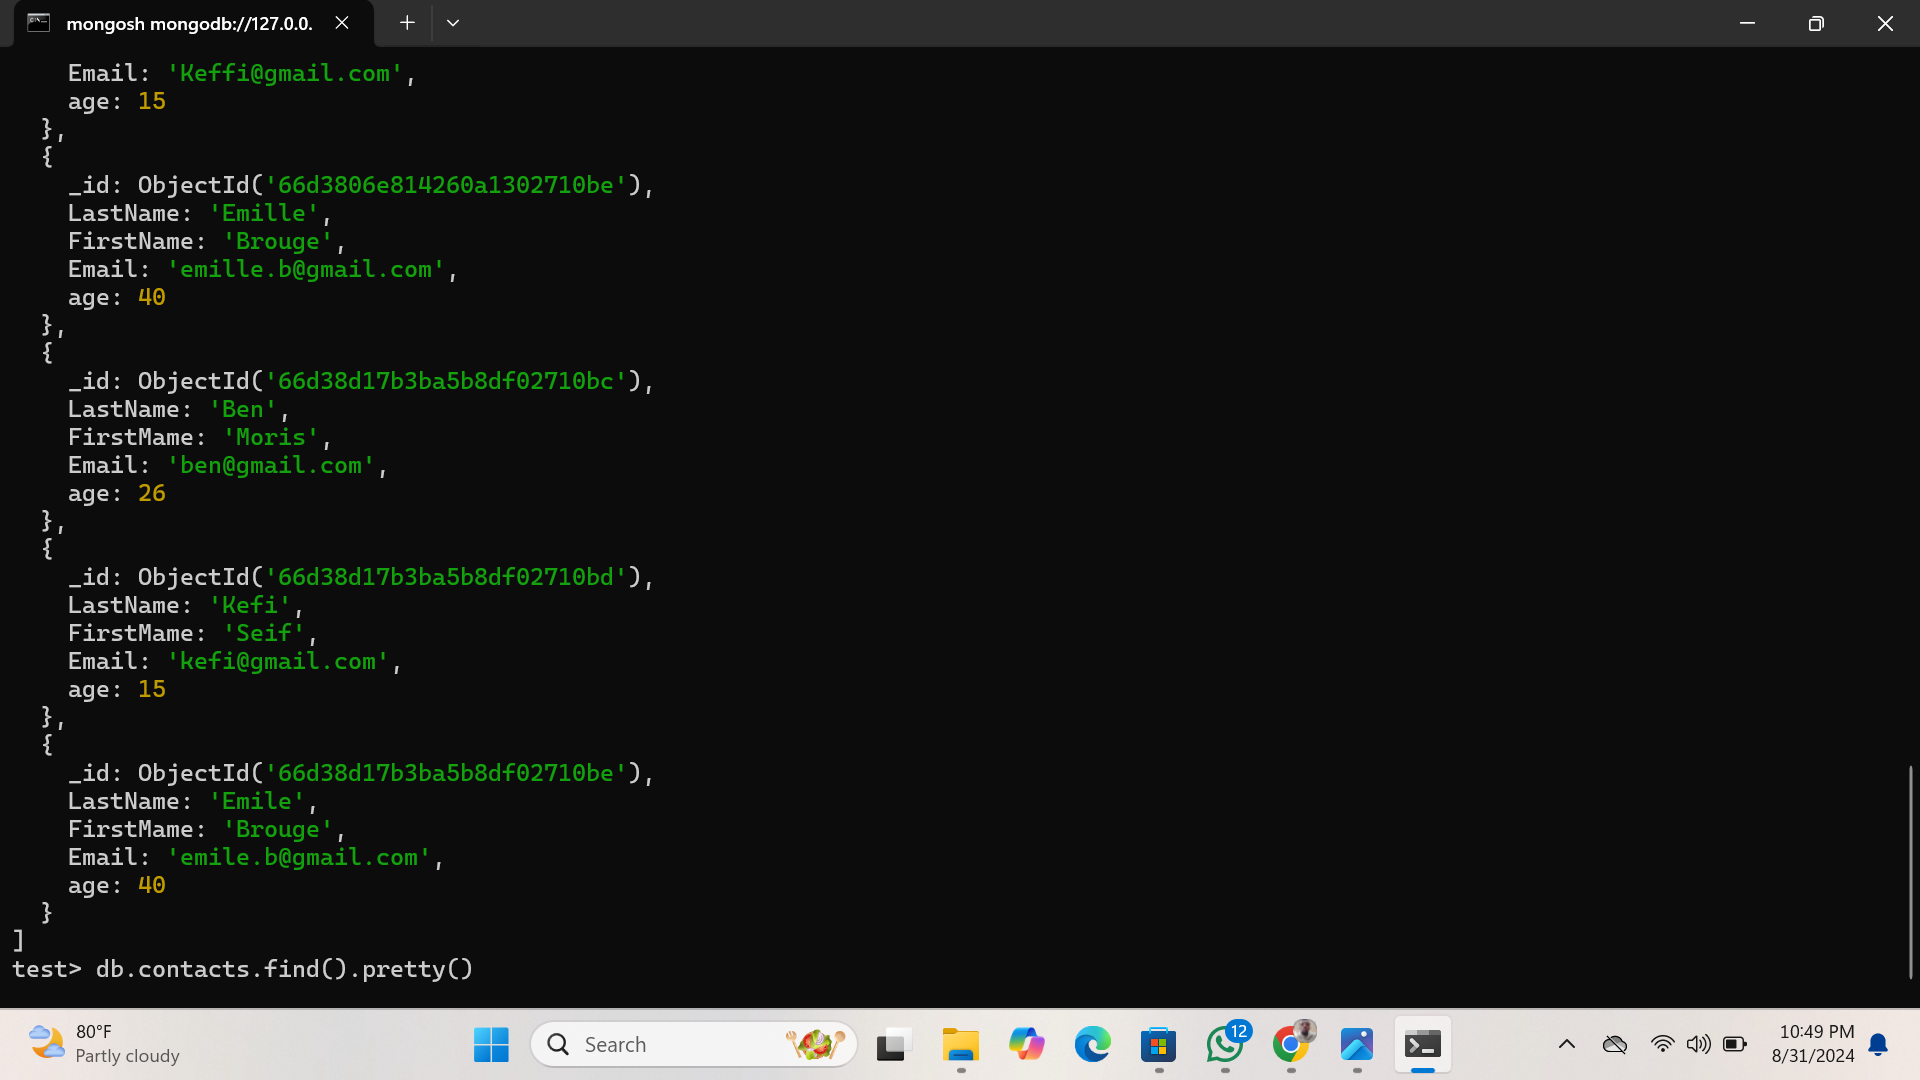 mongosh mongodb://127.0.0.
Email: 'Keffi@gmail.com',
age: 15
},
{
_id: ObjectId('66d3806e814260a1302710be'),
LastName: 'Emille',
FirstName: 'Brouge',
Email: 'emille.b@gmail.com',
age: 40
},
{
_id: ObjectId('66d38d17b3ba5b8df02710bc'),
LastName: 'Ben',
FirstMame: 'Moris',
Email: 'ben@gmail.com',
age: 26
},
{
_id: ObjectId('66d38d17b3ba5b8df02710bd'),
LastName: 'Kefi',
FirstMame: 'Seif',
Email: 'kefi@gmail.com',
age: 15
},
{
_id: ObjectId('66d38d17b3ba5b8df02710be'),
LastName: 'Emile',
FirstMame: 'Brouge',
Email: 'emile.b@gmail.com',
age: 40
}
]
test> db.contacts.find().pretty()
80°F
Partly cloudy
Search
12
10:49 PM
8/31/2024